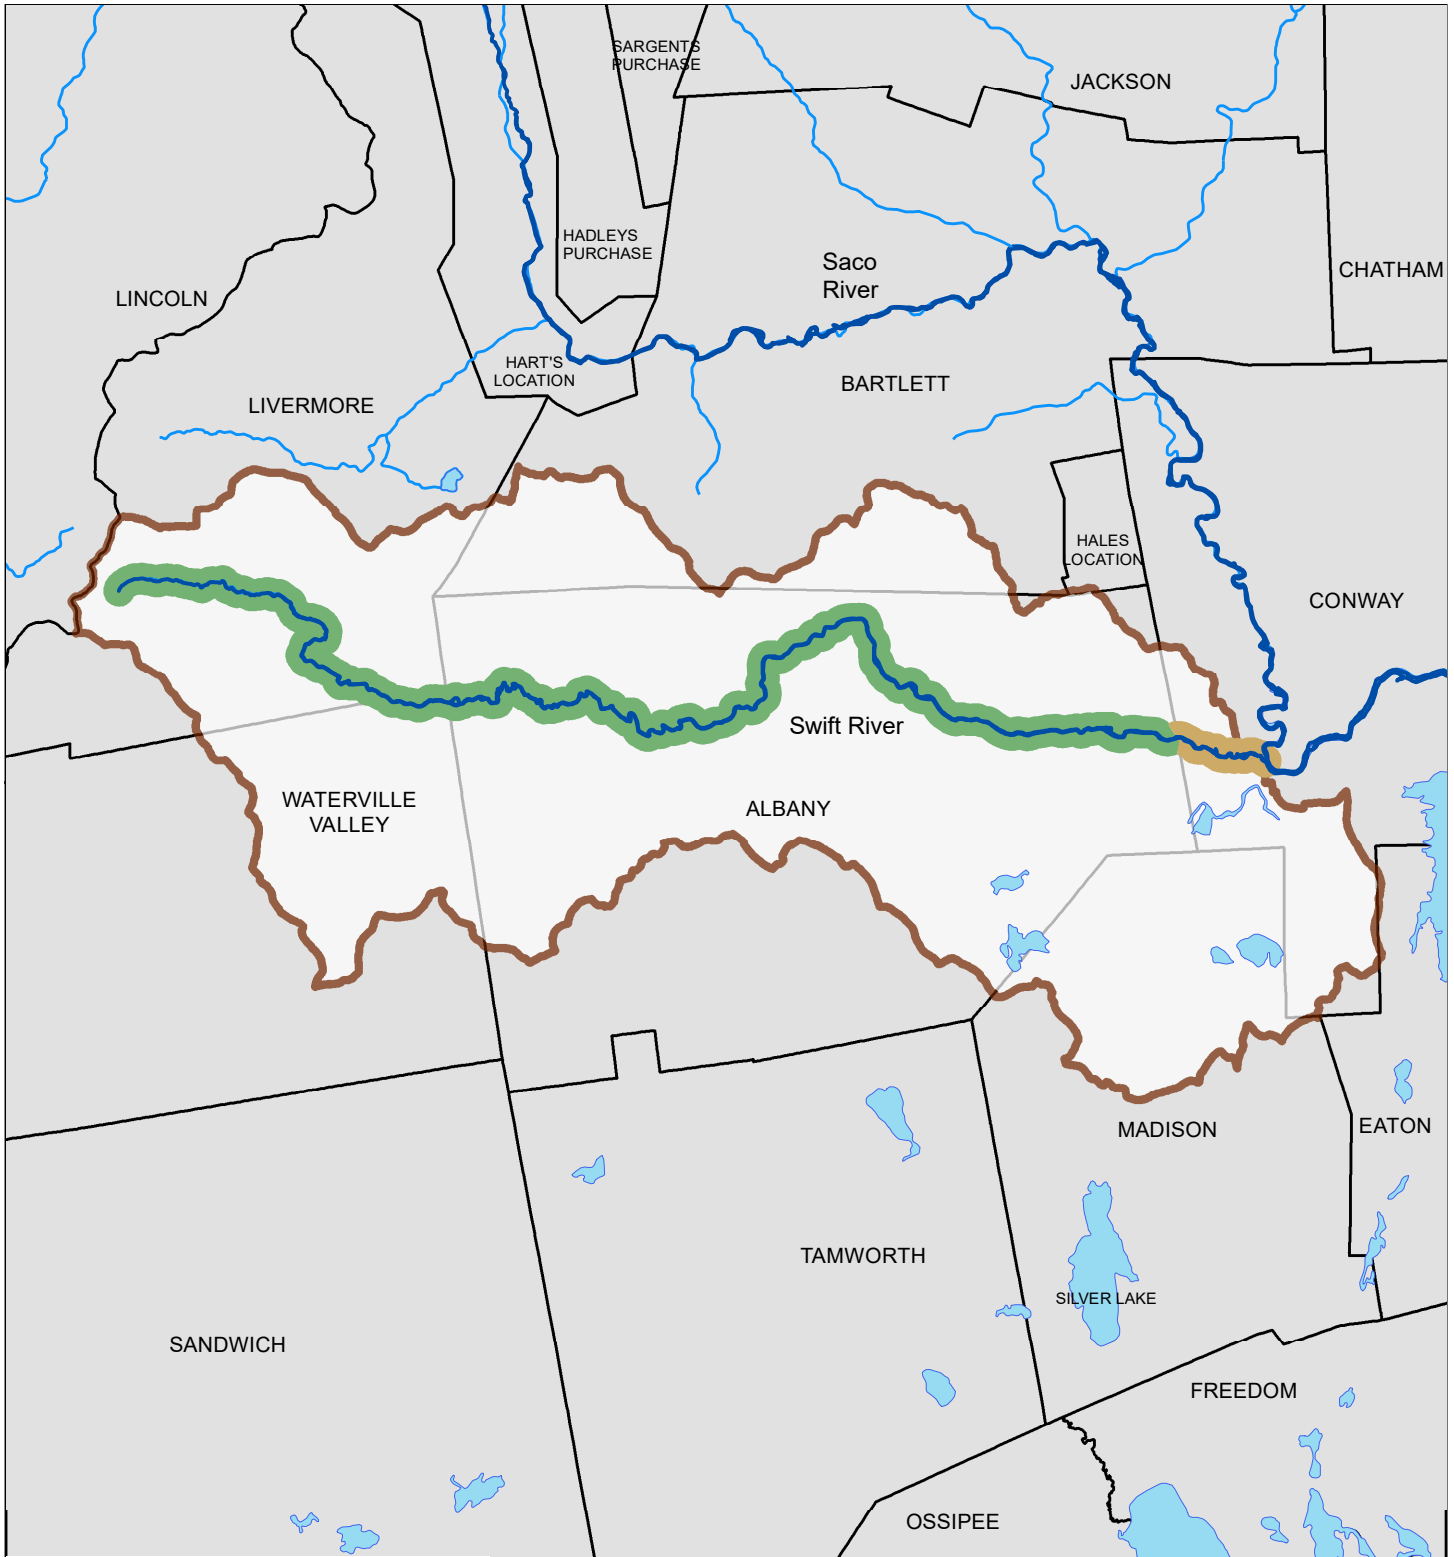 SARGENTS
PURCHASE
JACKSON
HADLEYS
PURCHASE
Saco
River
CHATHAM
LINCOLN
HART'S
LOCATION
BARTLETT
LIVERMORE
HALES
LOCATION
CONWAY
Swift River
WATERVILLE
VALLEY
ALBANY
MADISON
EATON
TAMWORTH
SILVER LAKE
SANDWICH
FREEDOM
OSSIPEE